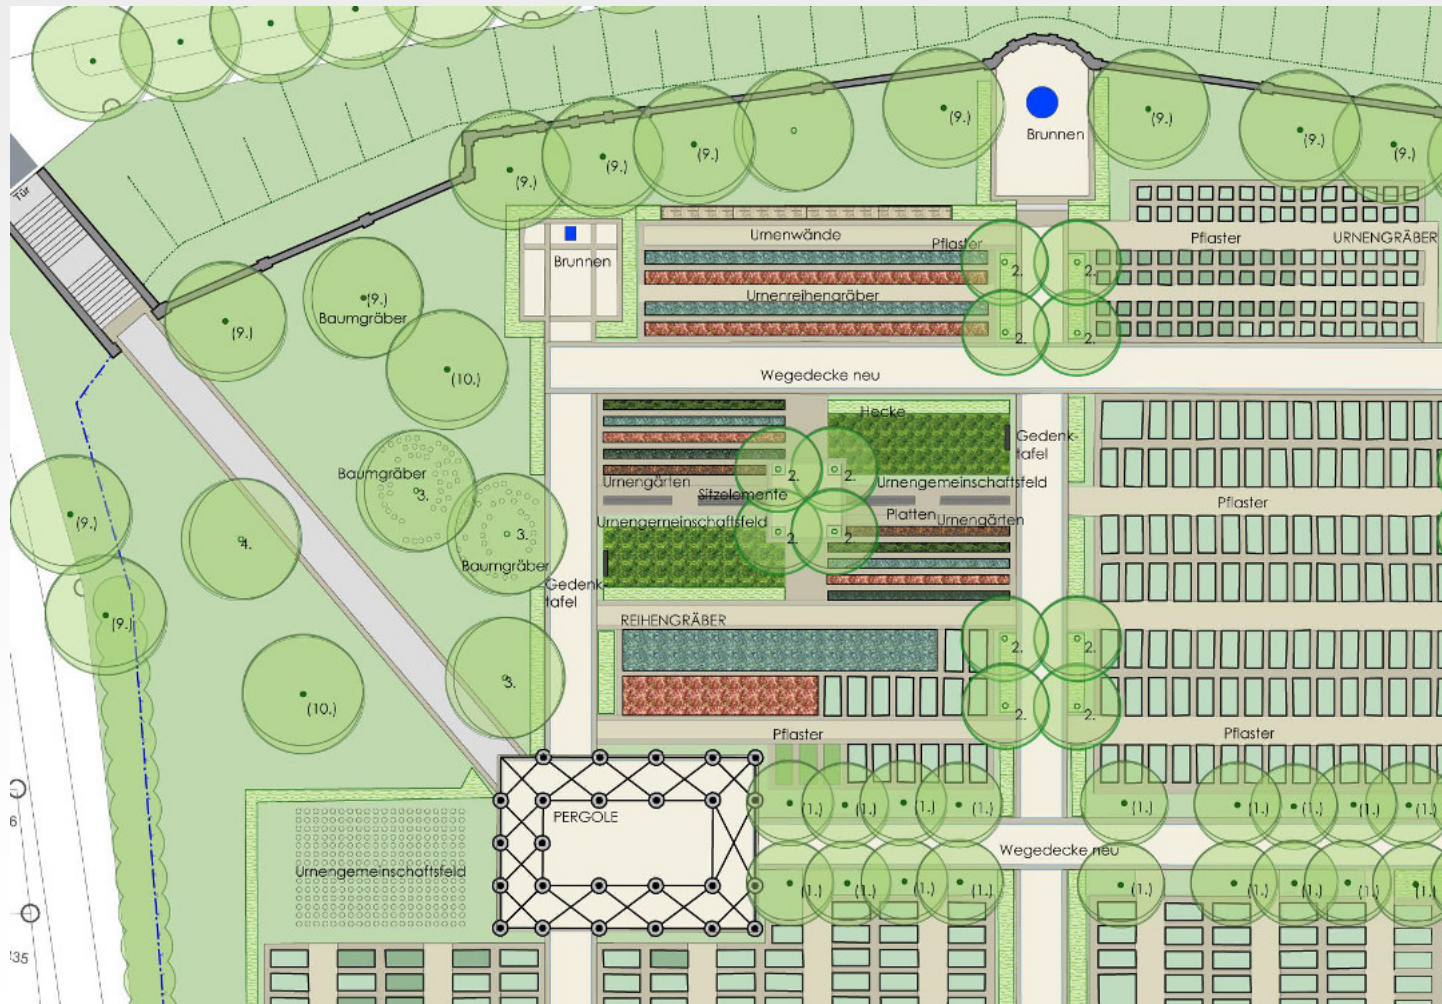 (9.)
(9.)
(9.)
(9.)
(9.)
(9.)
(9.)
Brunnen
Tür
Urnenwände
Pflaster
Pflaster
URNENGRÄBER
Brunnen
2.
2.
Urnenreihengräber
(9.)
Baumgräber
(9.)
2.
2.
(10.)
Wegedecke neu
Hecke
Gedenk-
tafel
Baumgräber
3.
2.
2.
Urnengärten
Urnengemeinschaftsfeld
Sitzelemente
Pflaster
(9.)
Urnengemeinschaftsfeld
Platten
Urnengärten
4.
3.
2.
2.
Baumgräber
Gedenk-
tafel
(9.)
REIHENGRÄBER
2.
2.
3.
(10.)
2.
2.
Pflaster
Pflaster
(1.)
(1.)
(1.)
(1.)
(1.)
(1.)
(1.)
(1.)
(1.)
PERGOLE
6
Wegedecke neu
Urnengemeinschaftsfeld
(1.)
(1.)
(1.)
(1.)
(1.)
(1.)
(1.)
(1.)
(1.)
35